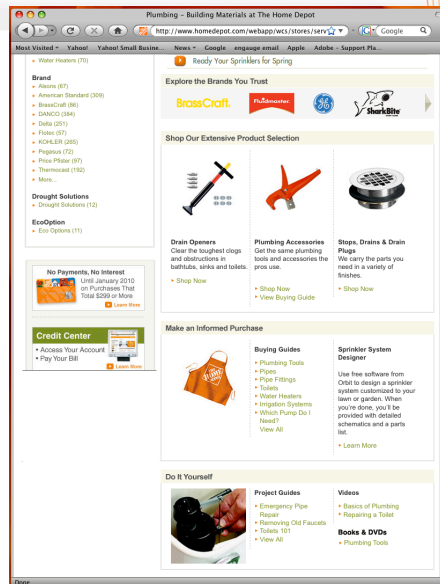 Plumbing – Building Materials at The Home Depot
http://www.homedepot.com/webapp/wcs/stores/serv
Google
Most Visited Yahoo! Yahoo! Small Busine... News Google engauge email Apple Adobe - Support Pla...
Water Heaters (70)
Brand
American Standard (309)
BrassCraft (86)
DANCO (384)
Delta (251)
Flotec (57)
KOHLER (265)
Pegasus (72)
Price Pfister (97)
Thermocast (192)
More...
Drought Solutions
Drought Solutions (12)
EcoOption
Eco Options (11)
No Payments, No Interest
Until January 2010
on Purchases That
Total $299 or More
Learn More
Credit Center
• Access Your Account
• Pay Your Bill
Learn More
Ready Your Sprinklers for Spring
Explore the Brands You Trust
BrassCraft.
Fluidmaster
GE
SharkBite
Shop Our Extensive Product Selection
Drain Openers
Clear the toughest clogs
and obstructions in
bathtubs, sinks and toilets.
Shop Now
Plumbing Accessories
Get the same plumbing
tools and accessories the
pros use.
Shop Now
View Buying Guide
Stops, Drains & Drain
Plugs
We carry the parts you
need in a variety of
finishes.
Shop Now
Make an Informed Purchase
Buying Guides
Plumbing Tools
Pipes
Pipe Fittings
Toilets
Water Heaters
Irrigation Systems
Which Pump Do I
Need?
View All
Sprinkler System
Designer
Use free software from
Orbit to design a sprinkler
system customized to your
lawn or garden. When
you're done, you'll be
provided with detailed
schematics and a parts
list.
Learn More
Do It Yourself
Project Guides
Emergency Pipe
Repair
Removing Old Faucets
Toilets 101
View All
Videos
Basics of Plumbing
Repairing a Toilet
Books & DVDs
Plumbing Tools
Done